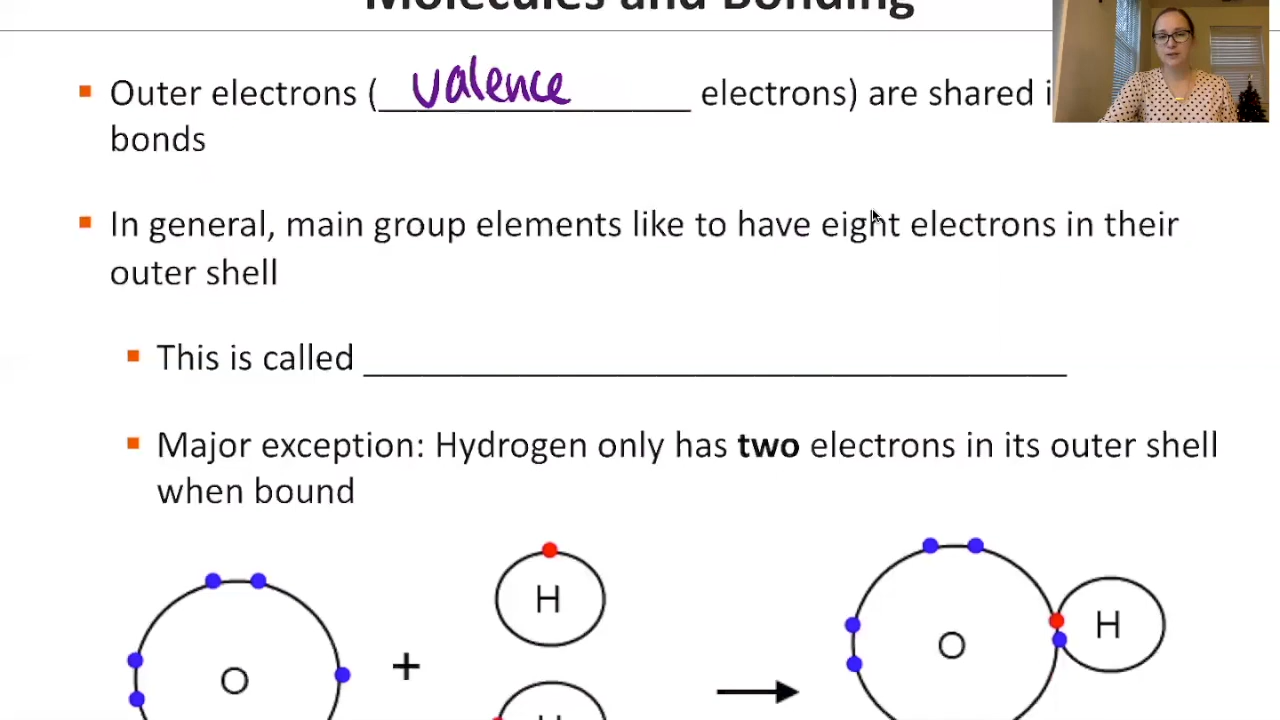 Molecules and Bonding
Outer electrons (valence electrons) are shared i
bonds
In general, main group elements like to have eight electrons in their
outer shell
This is called
Major exception: Hydrogen only has two electrons in its outer shell
when bound
H
O
+
H
O
H